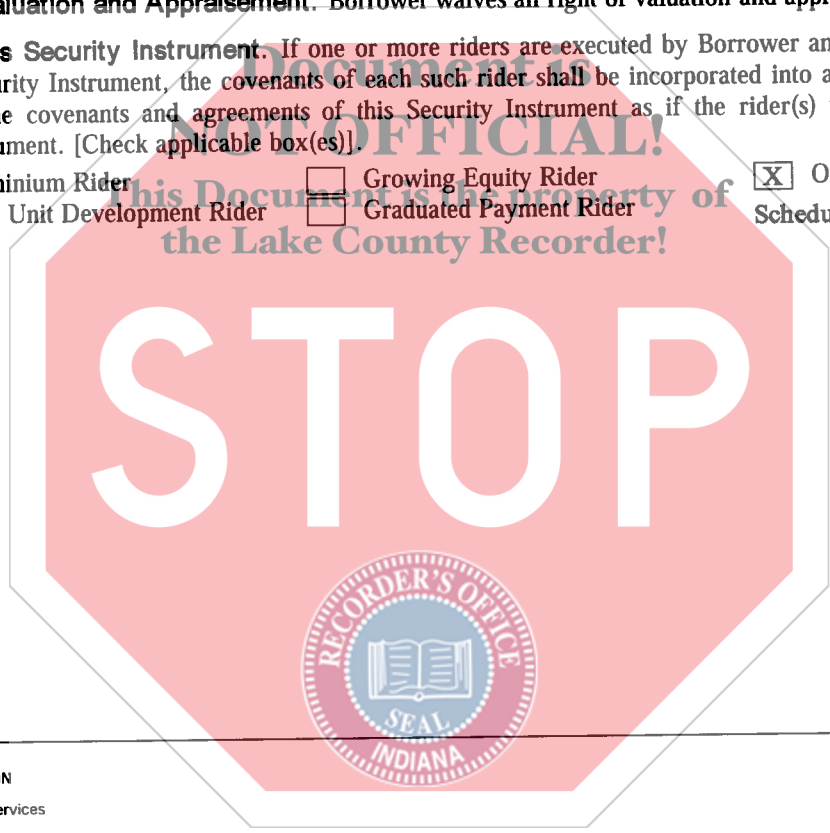 aluation and Appraisement. Borrower waives all right of valuation and appr
s Security Instrument. If one or more riders are executed by Borrower an
Document is
urity Instrument, the covenants of each such rider shall be incorporated into a
e covenants and agreements of this Security Instrument as if the rider(s)
NOT OFFICIAL!
ument. [Check applicable box(es)].
inium Rider Growing Equity Rider X O
This Document is the property of
Unit Development Rider Graduated Payment Rider Schedu
the Lake County Recorder!
STOP
RECORDER'S OFFICE
SEAL
INDIANA
N
ervices